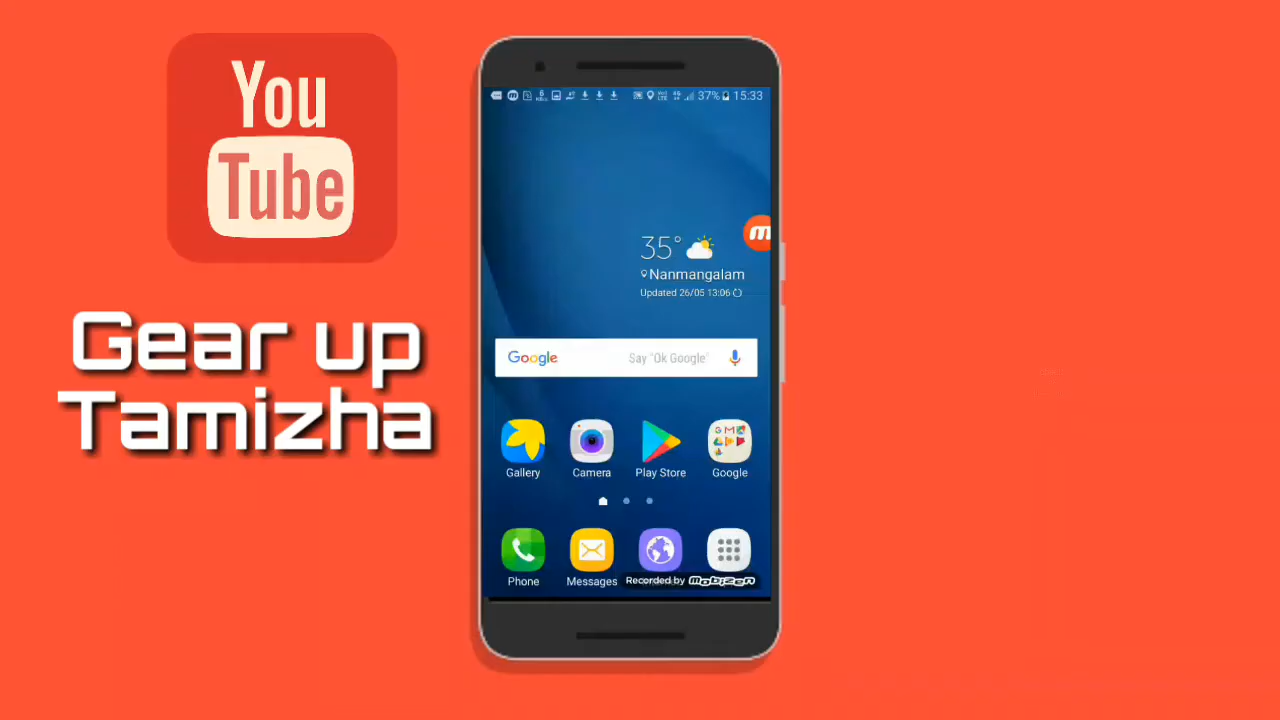 You
Tube
Gear up
Tamizha
37% 15:33
35°
Nanmangalam
Updated 26/05 13:06
Google Say "Ok Google"
Gallery Camera Play Store Google
Phone Messages
Recorded by Mobizen